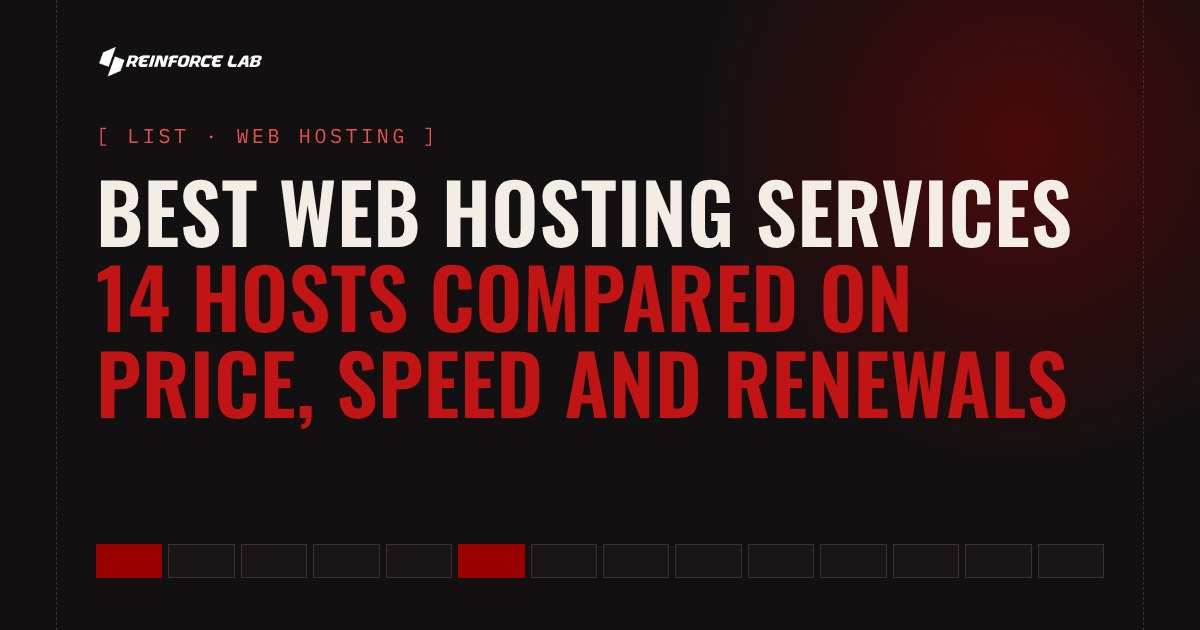 REINFORCE LAB
[ LIST · WEB HOSTING ]
BEST WEB HOSTING SERVICES
14 HOSTS COMPARED ON
PRICE, SPEED AND RENEWALS